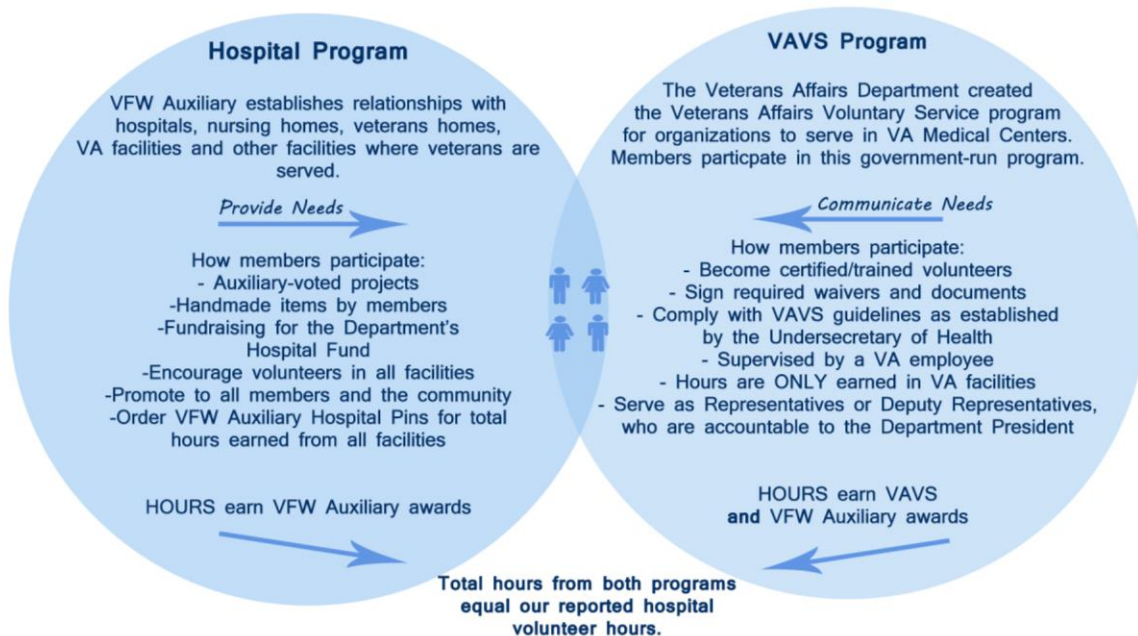 Hospital Program
VFW Auxiliary establishes relationships with
hospitals, nursing homes, veterans homes,
VA facilities and other facilities where veterans are
served.
Provide Needs
How members participate:
- Auxiliary-voted projects
-Handmade items by members
-Fundraising for the Department's
Hospital Fund
-Encourage volunteers in all facilities
-Promote to all members and the community
-Order VFW Auxiliary Hospital Pins for total
hours earned from all facilities
HOURS earn VFW Auxiliary awards
VAVS Program
The Veterans Affairs Department created
the Veterans Affairs Voluntary Service program
for organizations to serve in VA Medical Centers.
Members particpate in this government-run program.
Communicate Needs
How members participate:
- Become certified/trained volunteers
- Sign required waivers and documents
- Comply with VAVS guidelines as established
by the Undersecretary of Health
- Supervised by a VA employee
- Hours are ONLY earned in VA facilities
- Serve as Representatives or Deputy Representatives,
who are accountable to the Department President
HOURS earn VAVS
and VFW Auxiliary awards
Total hours from both programs
equal our reported hospital
volunteer hours.